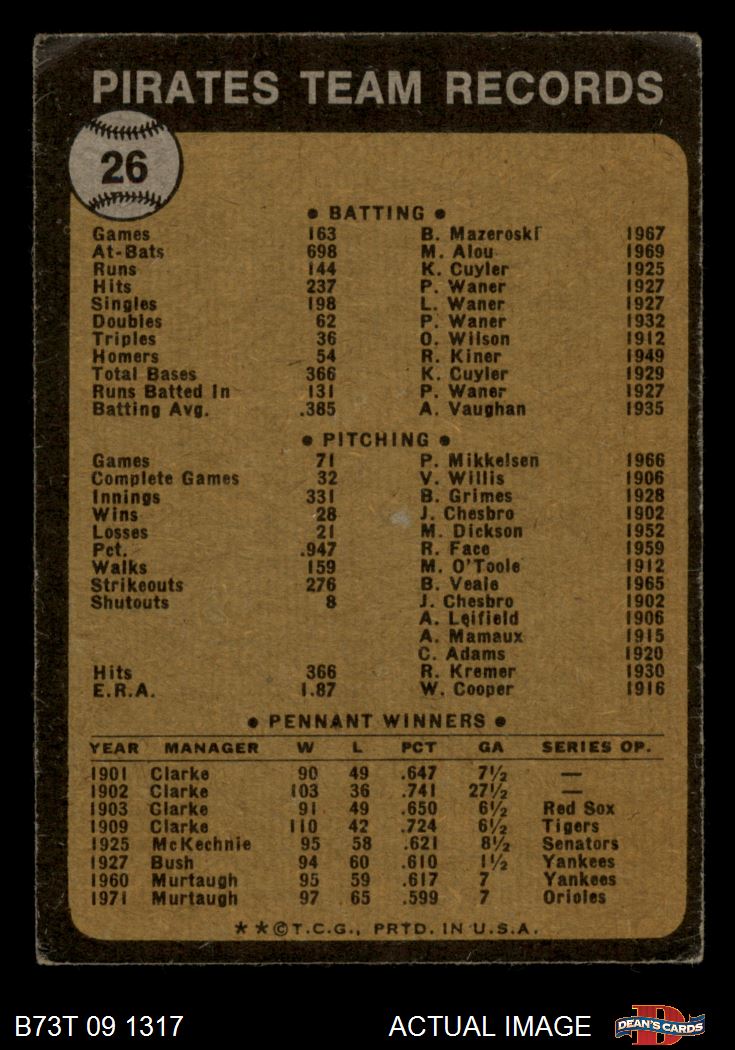 PIRATES TEAM RECORDS
26
• BATTING •
Games 163 B. Mazeroski 1967
At-Bats 698 M. Alou 1969
Runs 144 K. Cuyler 1925
Hits 237 P. Waner 1927
Singles 198 L. Waner 1927
Doubles 62 P. Waner 1932
Triples 36 O. Wilson 1912
Homers 54 R. Kiner 1949
Total Bases 366 K. Cuyler 1929
Runs Batted In 131 P. Waner 1927
Batting Avg. .385 A. Vaughan 1935
• PITCHING •
Games 71 P. Mikkelsen 1966
Complete Games 32 V. Willis 1906
Innings 331 B. Grimes 1928
Wins 28 J. Chesbro 1902
Losses 21 M. Dickson 1952
Pct. .947 R. Face 1959
Walks 159 M. O'Toole 1912
Strikeouts 276 B. Veale 1965
Shutouts 8 J. Chesbro 1902
A. Leifield 1906
A. Mamaux 1915
C. Adams 1920
Hits 366 R. Kremer 1930
E.R.A. 1.87 W. Cooper 1916
• PENNANT WINNERS •
YEAR MANAGER W L PCT GA SERIES OP.
1901 Clarke 90 49 .647 7½ —
1902 Clarke 103 36 .741 27½ —
1903 Clarke 91 49 .650 6½ Red Sox
1909 Clarke 110 42 .724 6½ Tigers
1925 McKechnie 95 58 .621 8½ Senators
1927 Bush 94 60 .610 1½ Yankees
1960 Murtaugh 95 59 .617 7 Yankees
1971 Murtaugh 97 65 .599 7 Orioles
**©T.C.G., PRTD. IN U.S.A.
B73T 09 1317 ACTUAL IMAGE DEAN'S CARDS